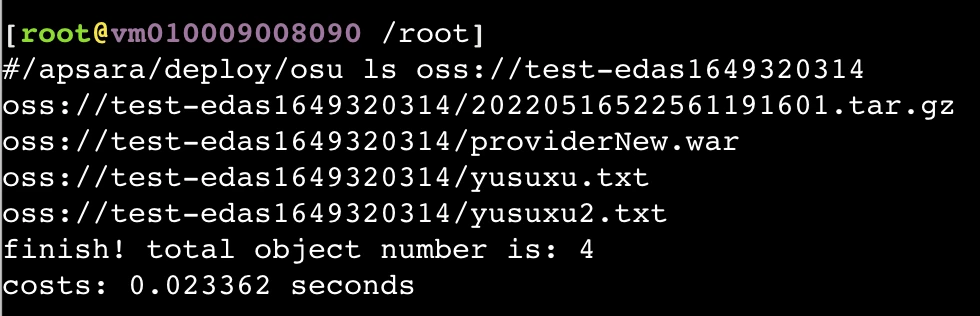 [root@vm010009008090 /root]
#/apsara/deploy/osu ls oss://test-edas1649320314
oss://test-edas1649320314/20220516522561191601.tar.gz
oss://test-edas1649320314/providerNew.war
oss://test-edas1649320314/yusuxu.txt
oss://test-edas1649320314/yusuxu2.txt
finish! total object number is: 4
costs: 0.023362 seconds